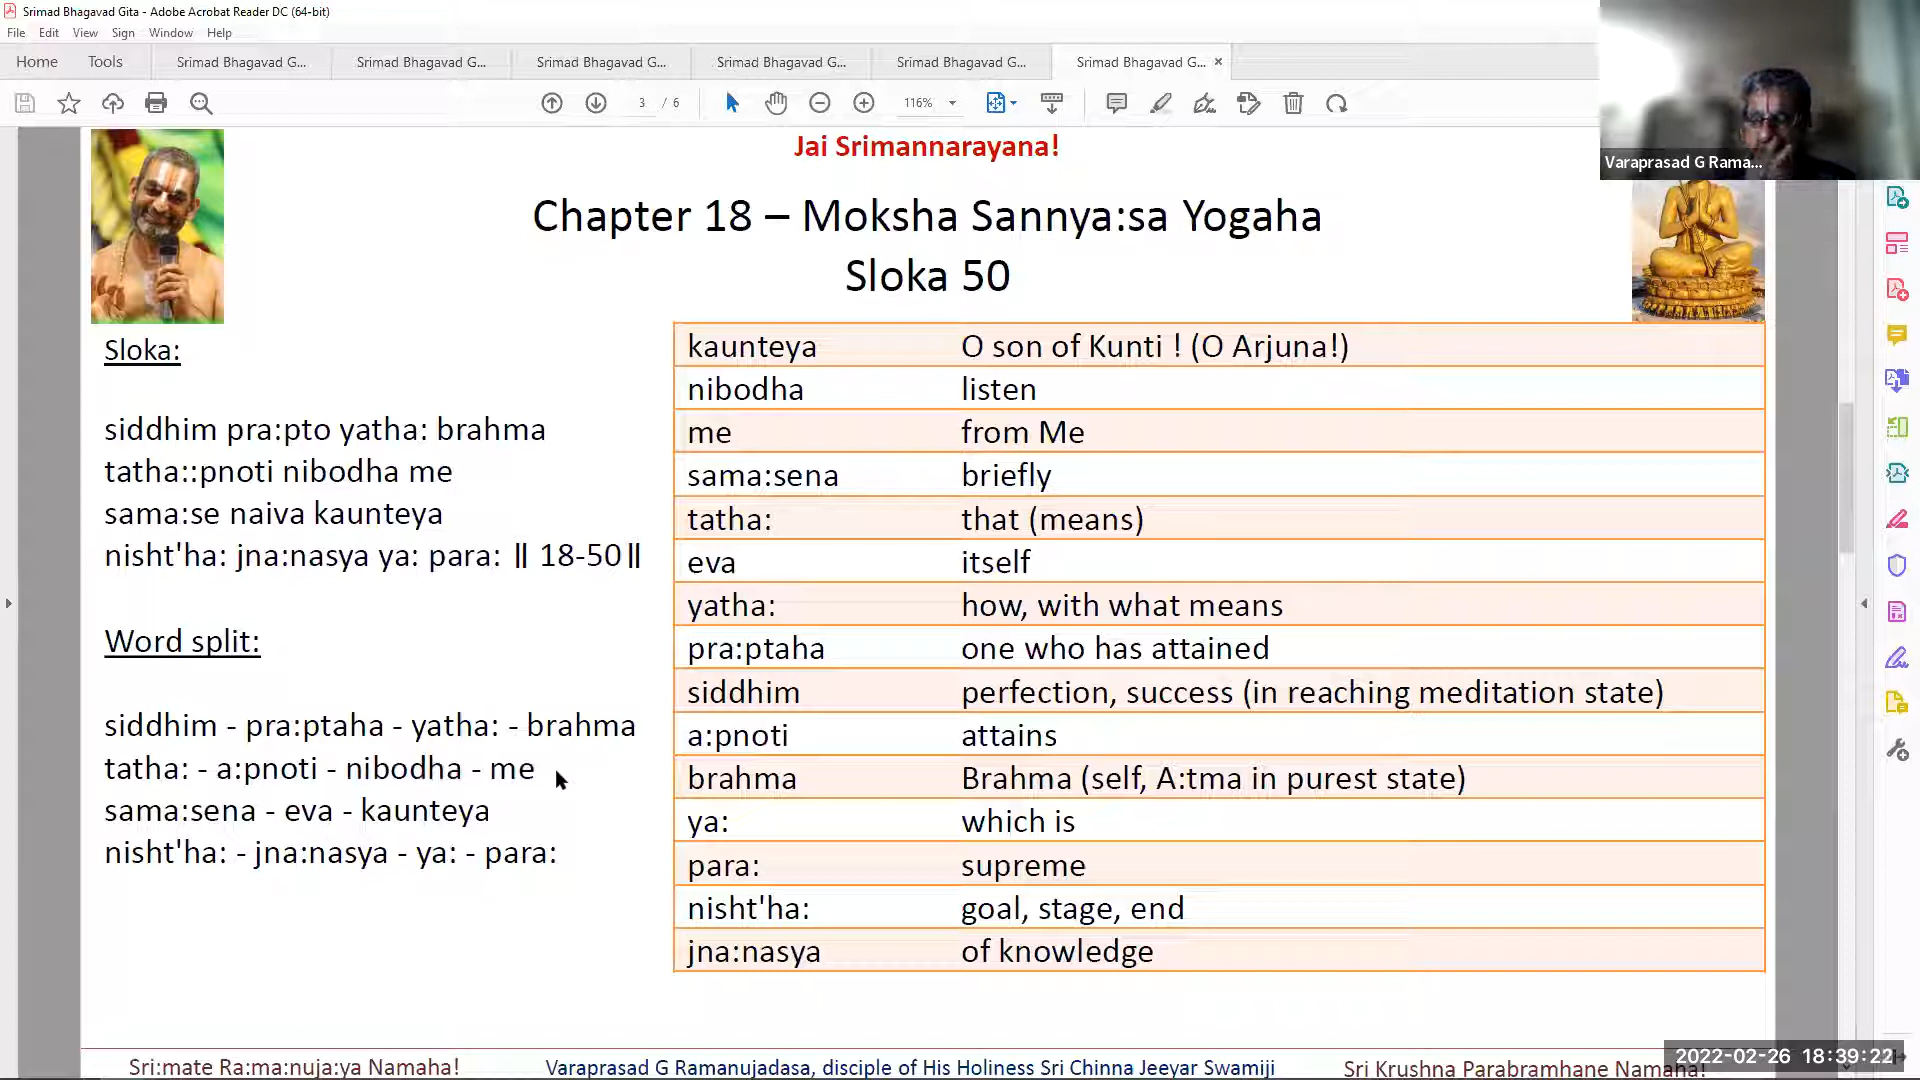 Srimad Bhagavad Gita - Adobe Acrobat Reader DC (64-bit)
File Edit View Sign Window Help
Home Tools Srimad Bhagavad G... Srimad Bhagavad G... Srimad Bhagavad G... Srimad Bhagavad G... Srimad Bhagavad G... Srimad Bhagavad G... ×
3 / 6 116%
Varaprasad G Rama...
Jai Srimannarayana!
Chapter 18 – Moksha Sannya:sa Yogaha
Sloka 50
Sloka:
siddhim pra:pto yatha: brahma
tatha::pnoti nibodha me
sama:se naiva kaunteya
nisht'ha: jna:nasya ya: para: || 18-50||
Word split:
siddhim - pra:ptaha - yatha: - brahma
tatha: - a:pnoti - nibodha - me
sama:sena - eva - kaunteya
nisht'ha: - jna:nasya - ya: - para:
kaunteya O son of Kunti ! (O Arjuna!)
nibodha listen
me from Me
sama:sena briefly
tatha: that (means)
eva itself
yatha: how, with what means
pra:ptaha one who has attained
siddhim perfection, success (in reaching meditation state)
a:pnoti attains
brahma Brahma (self, A:tma in purest state)
ya: which is
para: supreme
nisht'ha: goal, stage, end
jna:nasya of knowledge
Sri:mate Ra:ma:nuja:ya Namaha! Varaprasad G Ramanujadasa, disciple of His Holiness Sri Chinna Jeeyar Swamiji Sri Krushna Parabramhane Namaha!
2022-02-26 18:39:22